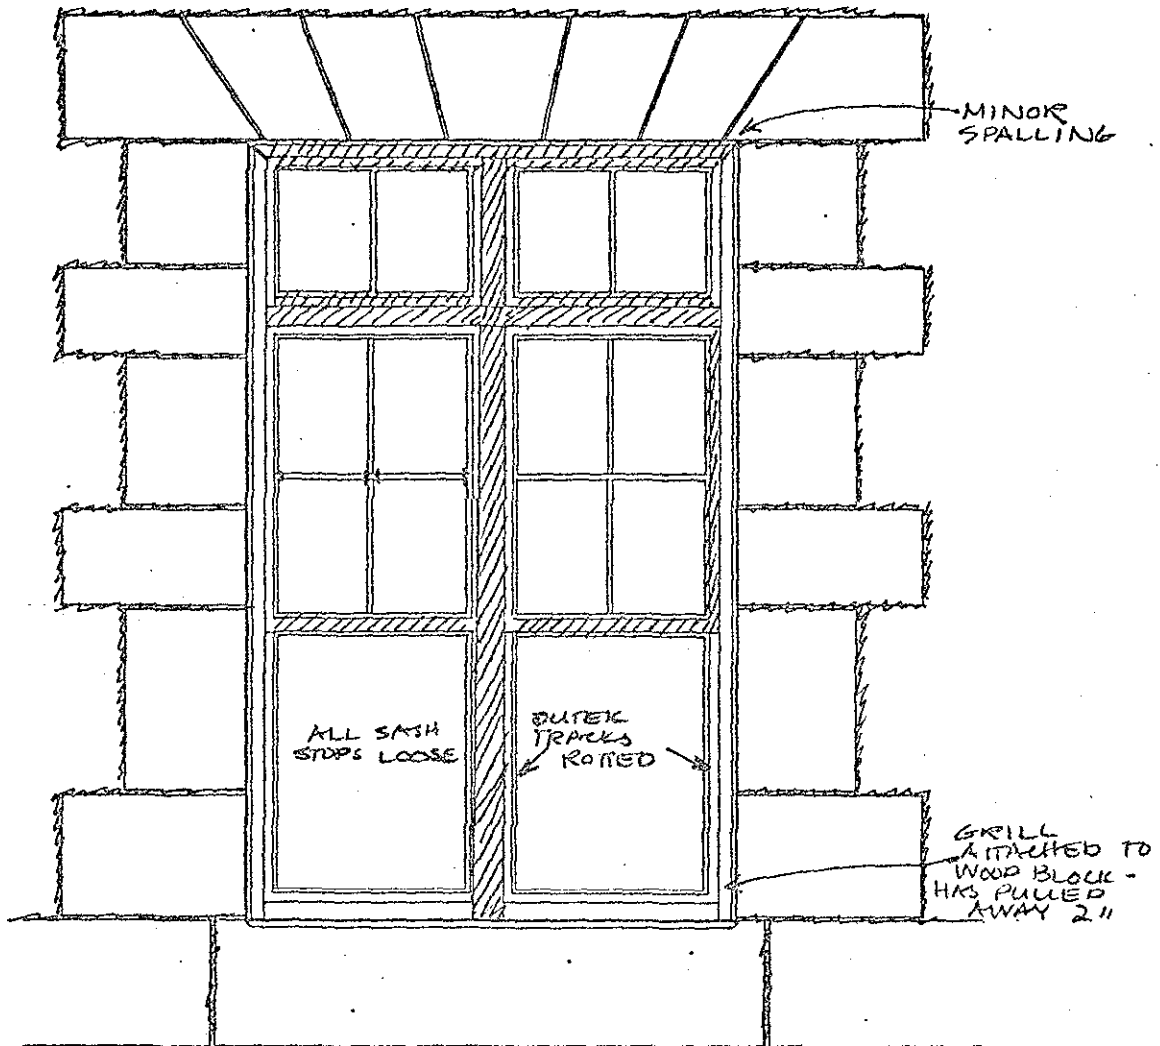 MINOR
SPALLING
ALL SASH
STOPS LOOSE
OUTER
TRACKS
ROTTED
GRILL
ATTACHED TO
WOOD BLOCK -
HAS PULLED
AWAY 2"